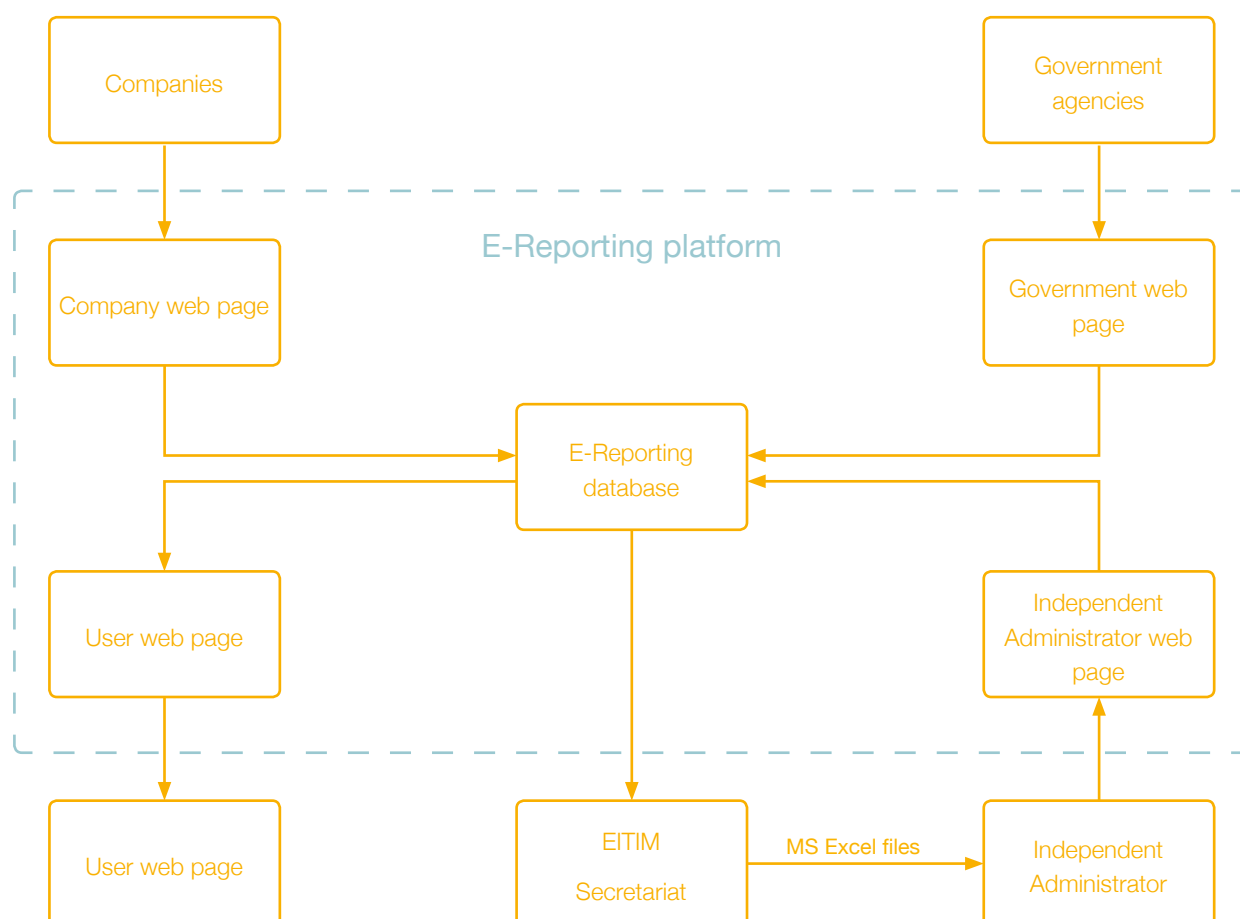 Companies
Government
agencies
E-Reporting platform
Company web page
Government web
page
E-Reporting
database
User web page
Independent
Administrator web
page
User web page
EITIM
Secretariat
MS Excel files
Independent
Administrator